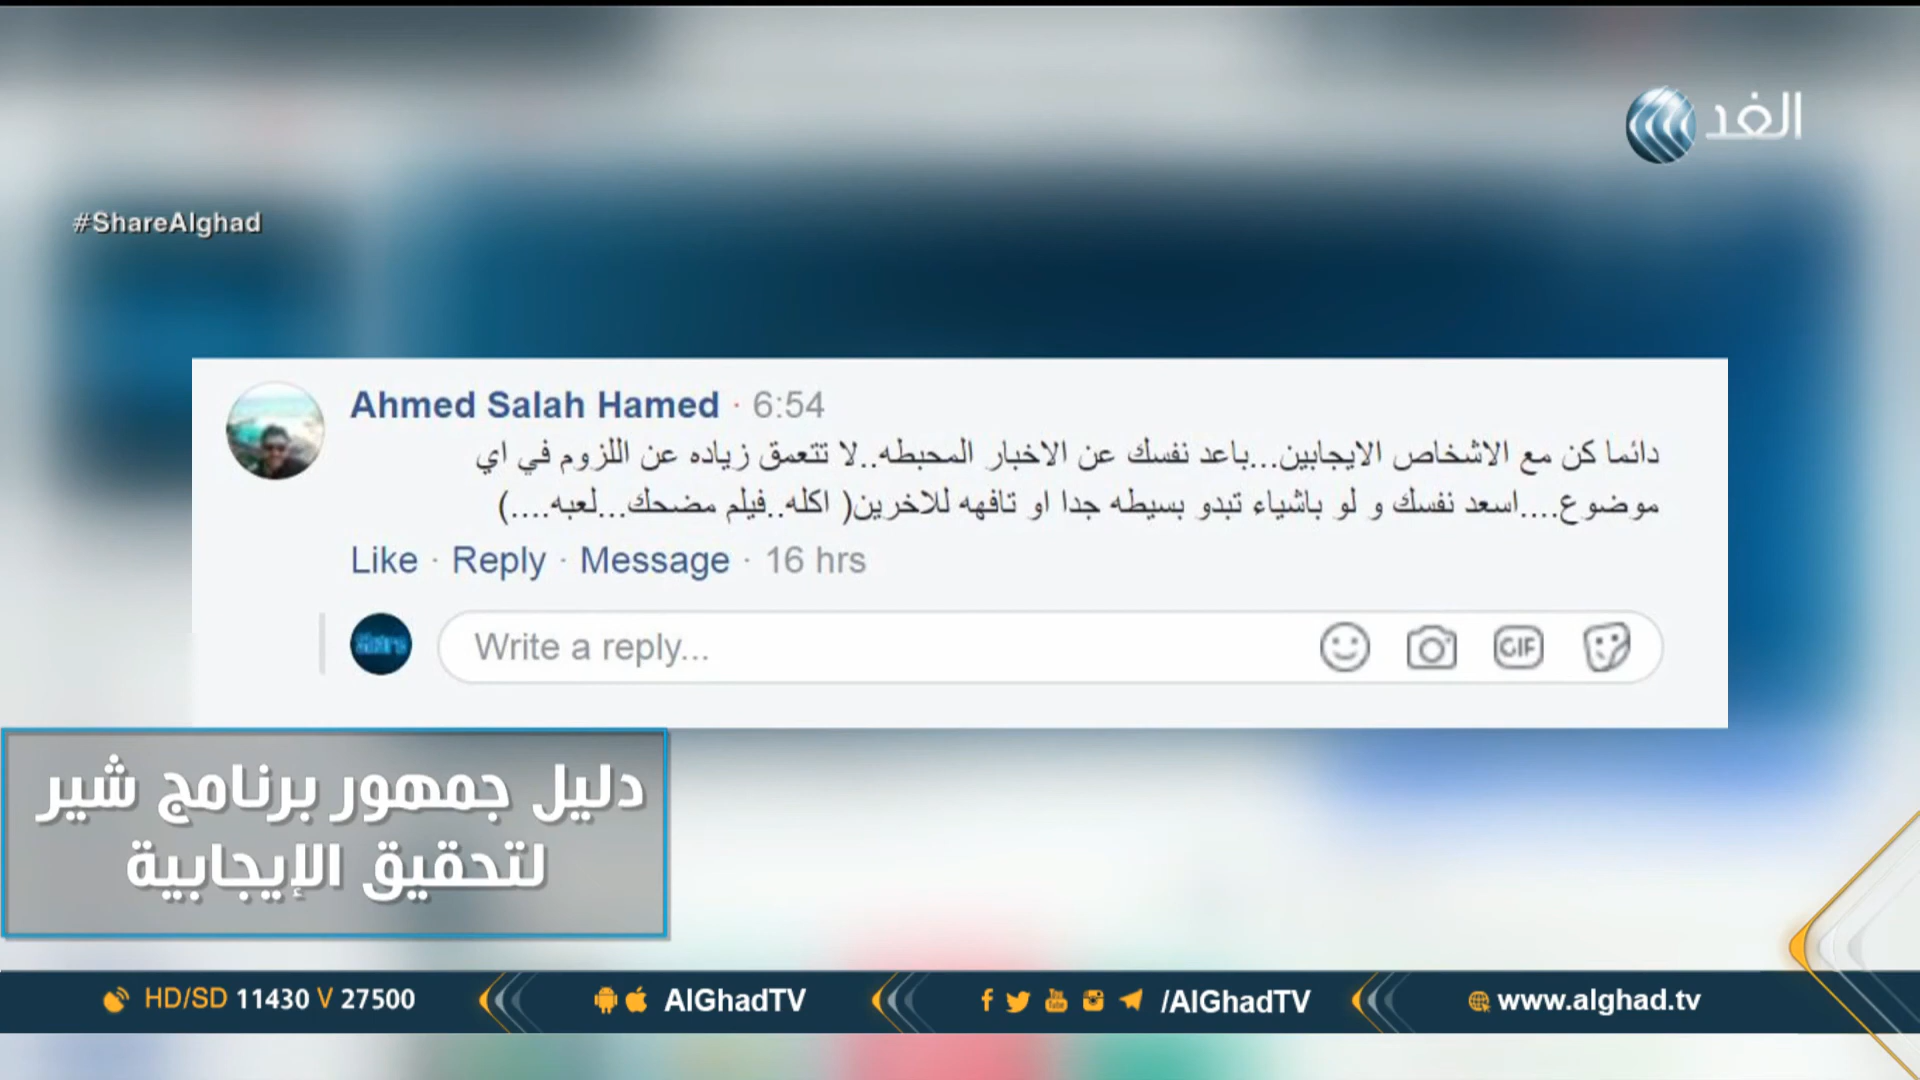 الغد
#ShareAlghad
Ahmed Salah Hamed · 6:54
دائما كن مع الاشخاص الايجابين...باعد نفسك عن الاخبار المحبطه..لا تتعمق زياده عن اللزوم في اي
موضوع....اسعد نفسك و لو باشياء تبدو بسيطه جدا او تافهه للاخرين( اكله..فيلم مضحك...لعبه....)
Like · Reply · Message · 16 hrs
Share
Write a reply...
GIF
دليل جمهور برنامج شير
لتحقيق الإيجابية
HD/SD 11430 V 27500
AlGhadTV
/AlGhadTV
www.alghad.tv